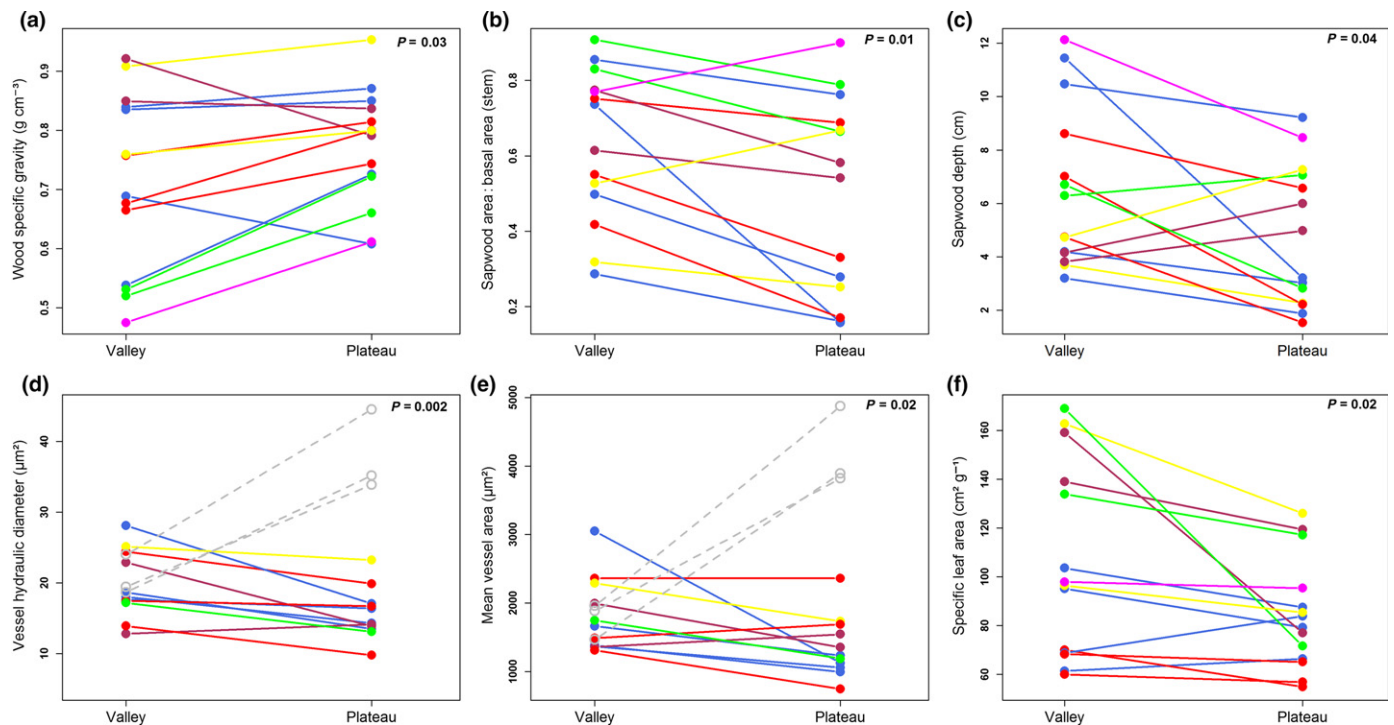 (a)
P = 0.03
Wood specific gravity (g cm⁻³)
0.9
0.8
0.7
0.6
0.5
Valley
Plateau
(b)
P = 0.01
Sapwood area : basal area (stem)
0.8
0.6
0.4
0.2
Valley
Plateau
(c)
P = 0.04
Sapwood depth (cm)
12
10
8
6
4
2
Valley
Plateau
(d)
P = 0.002
Vessel hydraulic diameter (µm²)
40
30
20
10
Valley
Plateau
(e)
P = 0.02
Mean vessel area (µm²)
5000
4000
3000
2000
1000
Valley
Plateau
(f)
P = 0.02
Specific leaf area (cm² g⁻¹)
160
140
120
100
80
60
Valley
Plateau